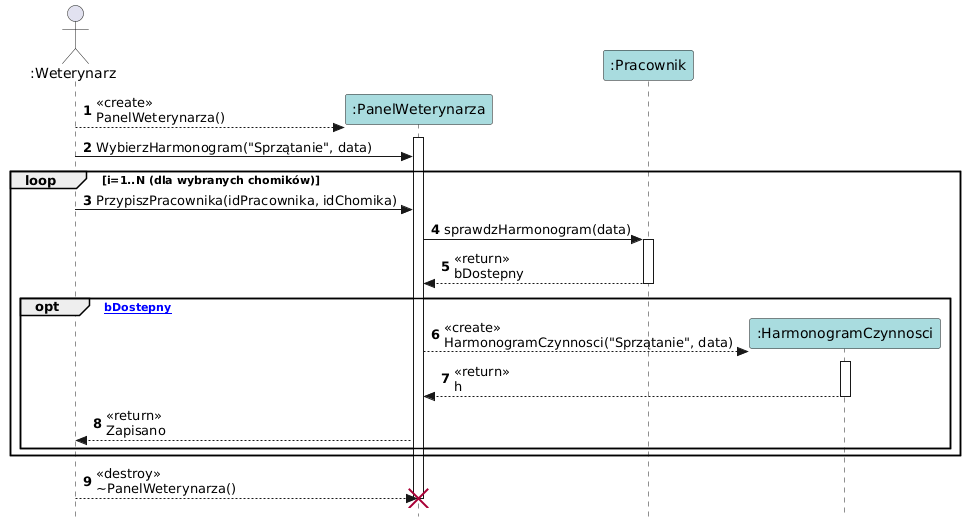 :Weterynarz
:Pracownik
1 «create»
PanelWeterynarza()
:PanelWeterynarza
2 WybierzHarmonogram("Sprzątanie", data)
loop [i=1..N (dla wybranych chomików)]
3 PrzypiszPracownika(idPracownika, idChomika)
4 sprawdzHarmonogram(data)
5 «return»
bDostepny
opt bDostepny
6 «create»
HarmonogramCzynnosci("Sprzątanie", data)
:HarmonogramCzynnosci
7 «return»
h
8 «return»
Zapisano
9 «destroy»
~PanelWeterynarza()